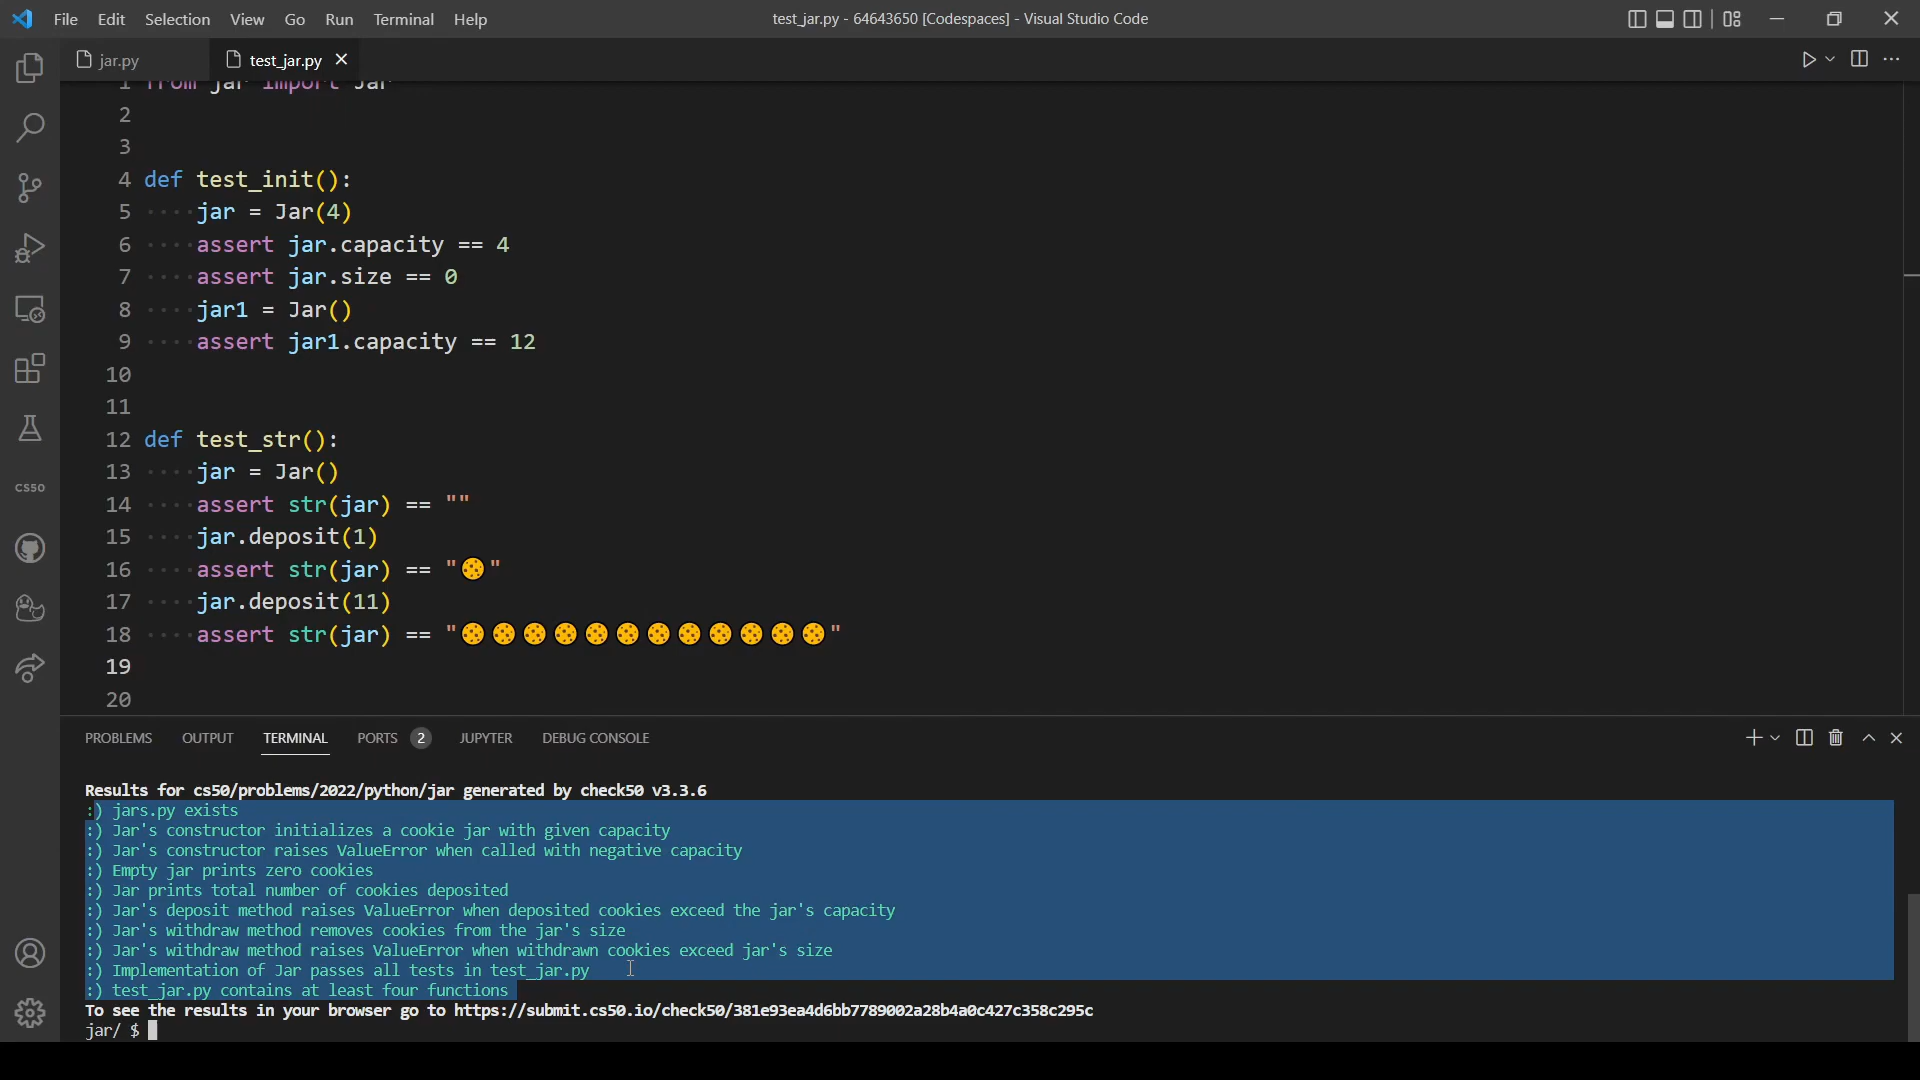 File Edit Selection View Go Run Terminal Help
test_jar.py - 64643650 [Codespaces] - Visual Studio Code
jar.py test_jar.py
1 from jar import Jar
2
3
4 def test_init():
5 ····jar = Jar(4)
6 ····assert jar.capacity == 4
7 ····assert jar.size == 0
8 ····jar1 = Jar()
9 ····assert jar1.capacity == 12
10
11
12 def test_str():
13 ····jar = Jar()
14 ····assert str(jar) == ""
15 ····jar.deposit(1)
16 ····assert str(jar) == "🍪"
17 ····jar.deposit(11)
18 ····assert str(jar) == "🍪🍪🍪🍪🍪🍪🍪🍪🍪🍪🍪🍪"
19
20
CS50
PROBLEMS OUTPUT TERMINAL PORTS 2 JUPYTER DEBUG CONSOLE
Results for cs50/problems/2022/python/jar generated by check50 v3.3.6
:) jars.py exists
:) Jar's constructor initializes a cookie jar with given capacity
:) Jar's constructor raises ValueError when called with negative capacity
:) Empty jar prints zero cookies
:) Jar prints total number of cookies deposited
:) Jar's deposit method raises ValueError when deposited cookies exceed the jar's capacity
:) Jar's withdraw method removes cookies from the jar's size
:) Jar's withdraw method raises ValueError when withdrawn cookies exceed jar's size
:) Implementation of Jar passes all tests in test_jar.py
:) test_jar.py contains at least four functions
To see the results in your browser go to https://submit.cs50.io/check50/381e93ea4d6bb7789002a28b4a0c427c358c295c
jar/ $